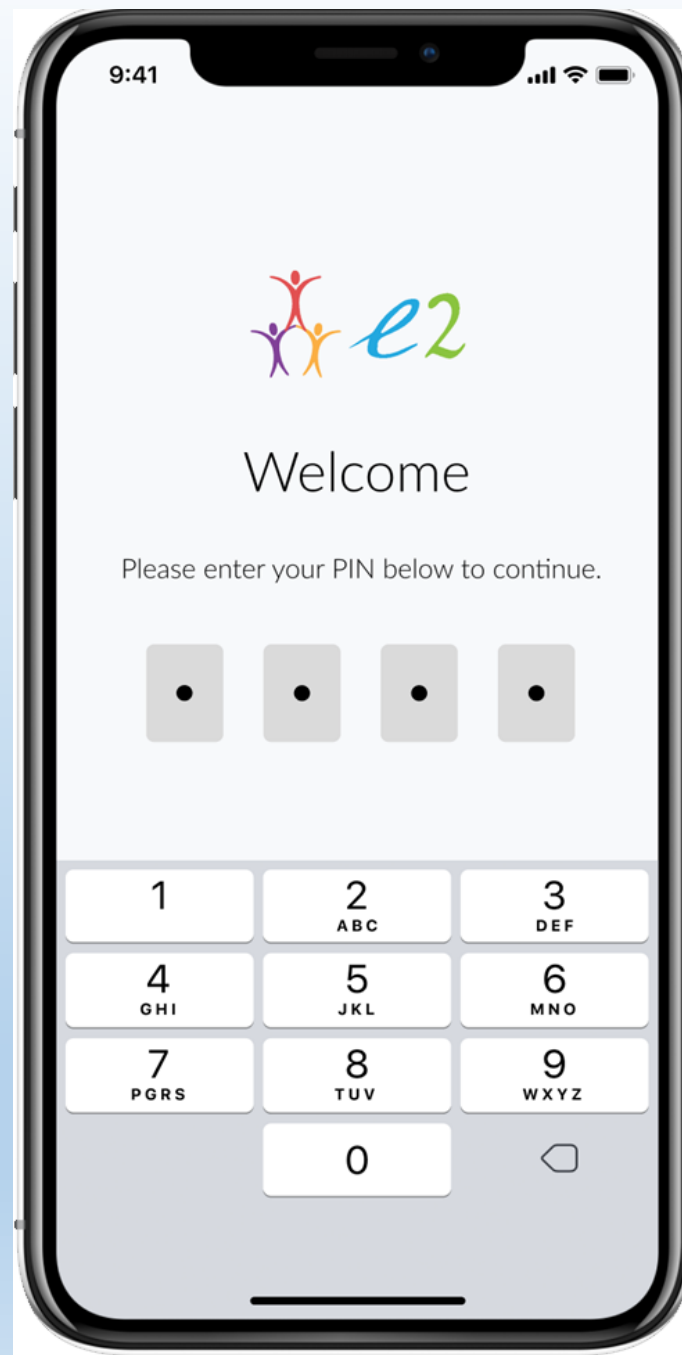 9:41
e2
Welcome
Please enter your PIN below to continue.
1 2 3
ABC DEF
4 5 6
GHI JKL MNO
7 8 9
PGRS TUV WXYZ
0